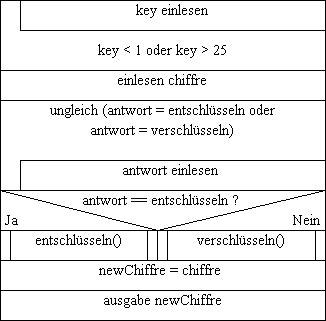 key einlesen
key < 1 oder key > 25
einlesen chiffre
ungleich (antwort = entschlüsseln oder
antwort = verschlüsseln)
antwort einlesen
antwort == entschlüsseln ?
Ja Nein
entschlüsseln() verschlüsseln()
newChiffre = chiffre
ausgabe newChiffre